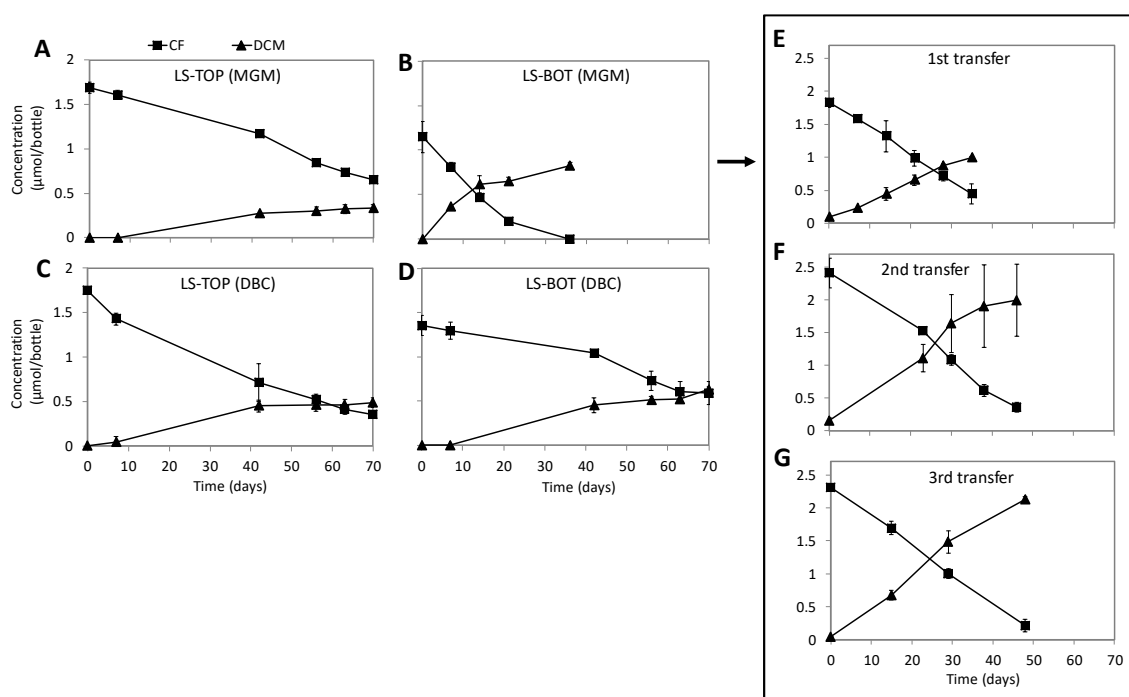 CF DCM
A
LS-TOP (MGM)
2
1.5
1
0.5
0
Concentration
(µmol/bottle)
B
LS-BOT (MGM)
C
LS-TOP (DBC)
2
1.5
1
0.5
0
Concentration
(µmol/bottle)
0 10 20 30 40 50 60 70
Time (days)
D
LS-BOT (DBC)
0 10 20 30 40 50 60 70
Time (days)
E
1st transfer
2.5
2
1.5
1
0.5
0
F
2nd transfer
2.5
2
1.5
1
0.5
0
G
3rd transfer
2.5
2
1.5
1
0.5
0
0 10 20 30 40 50 60 70
Time (days)